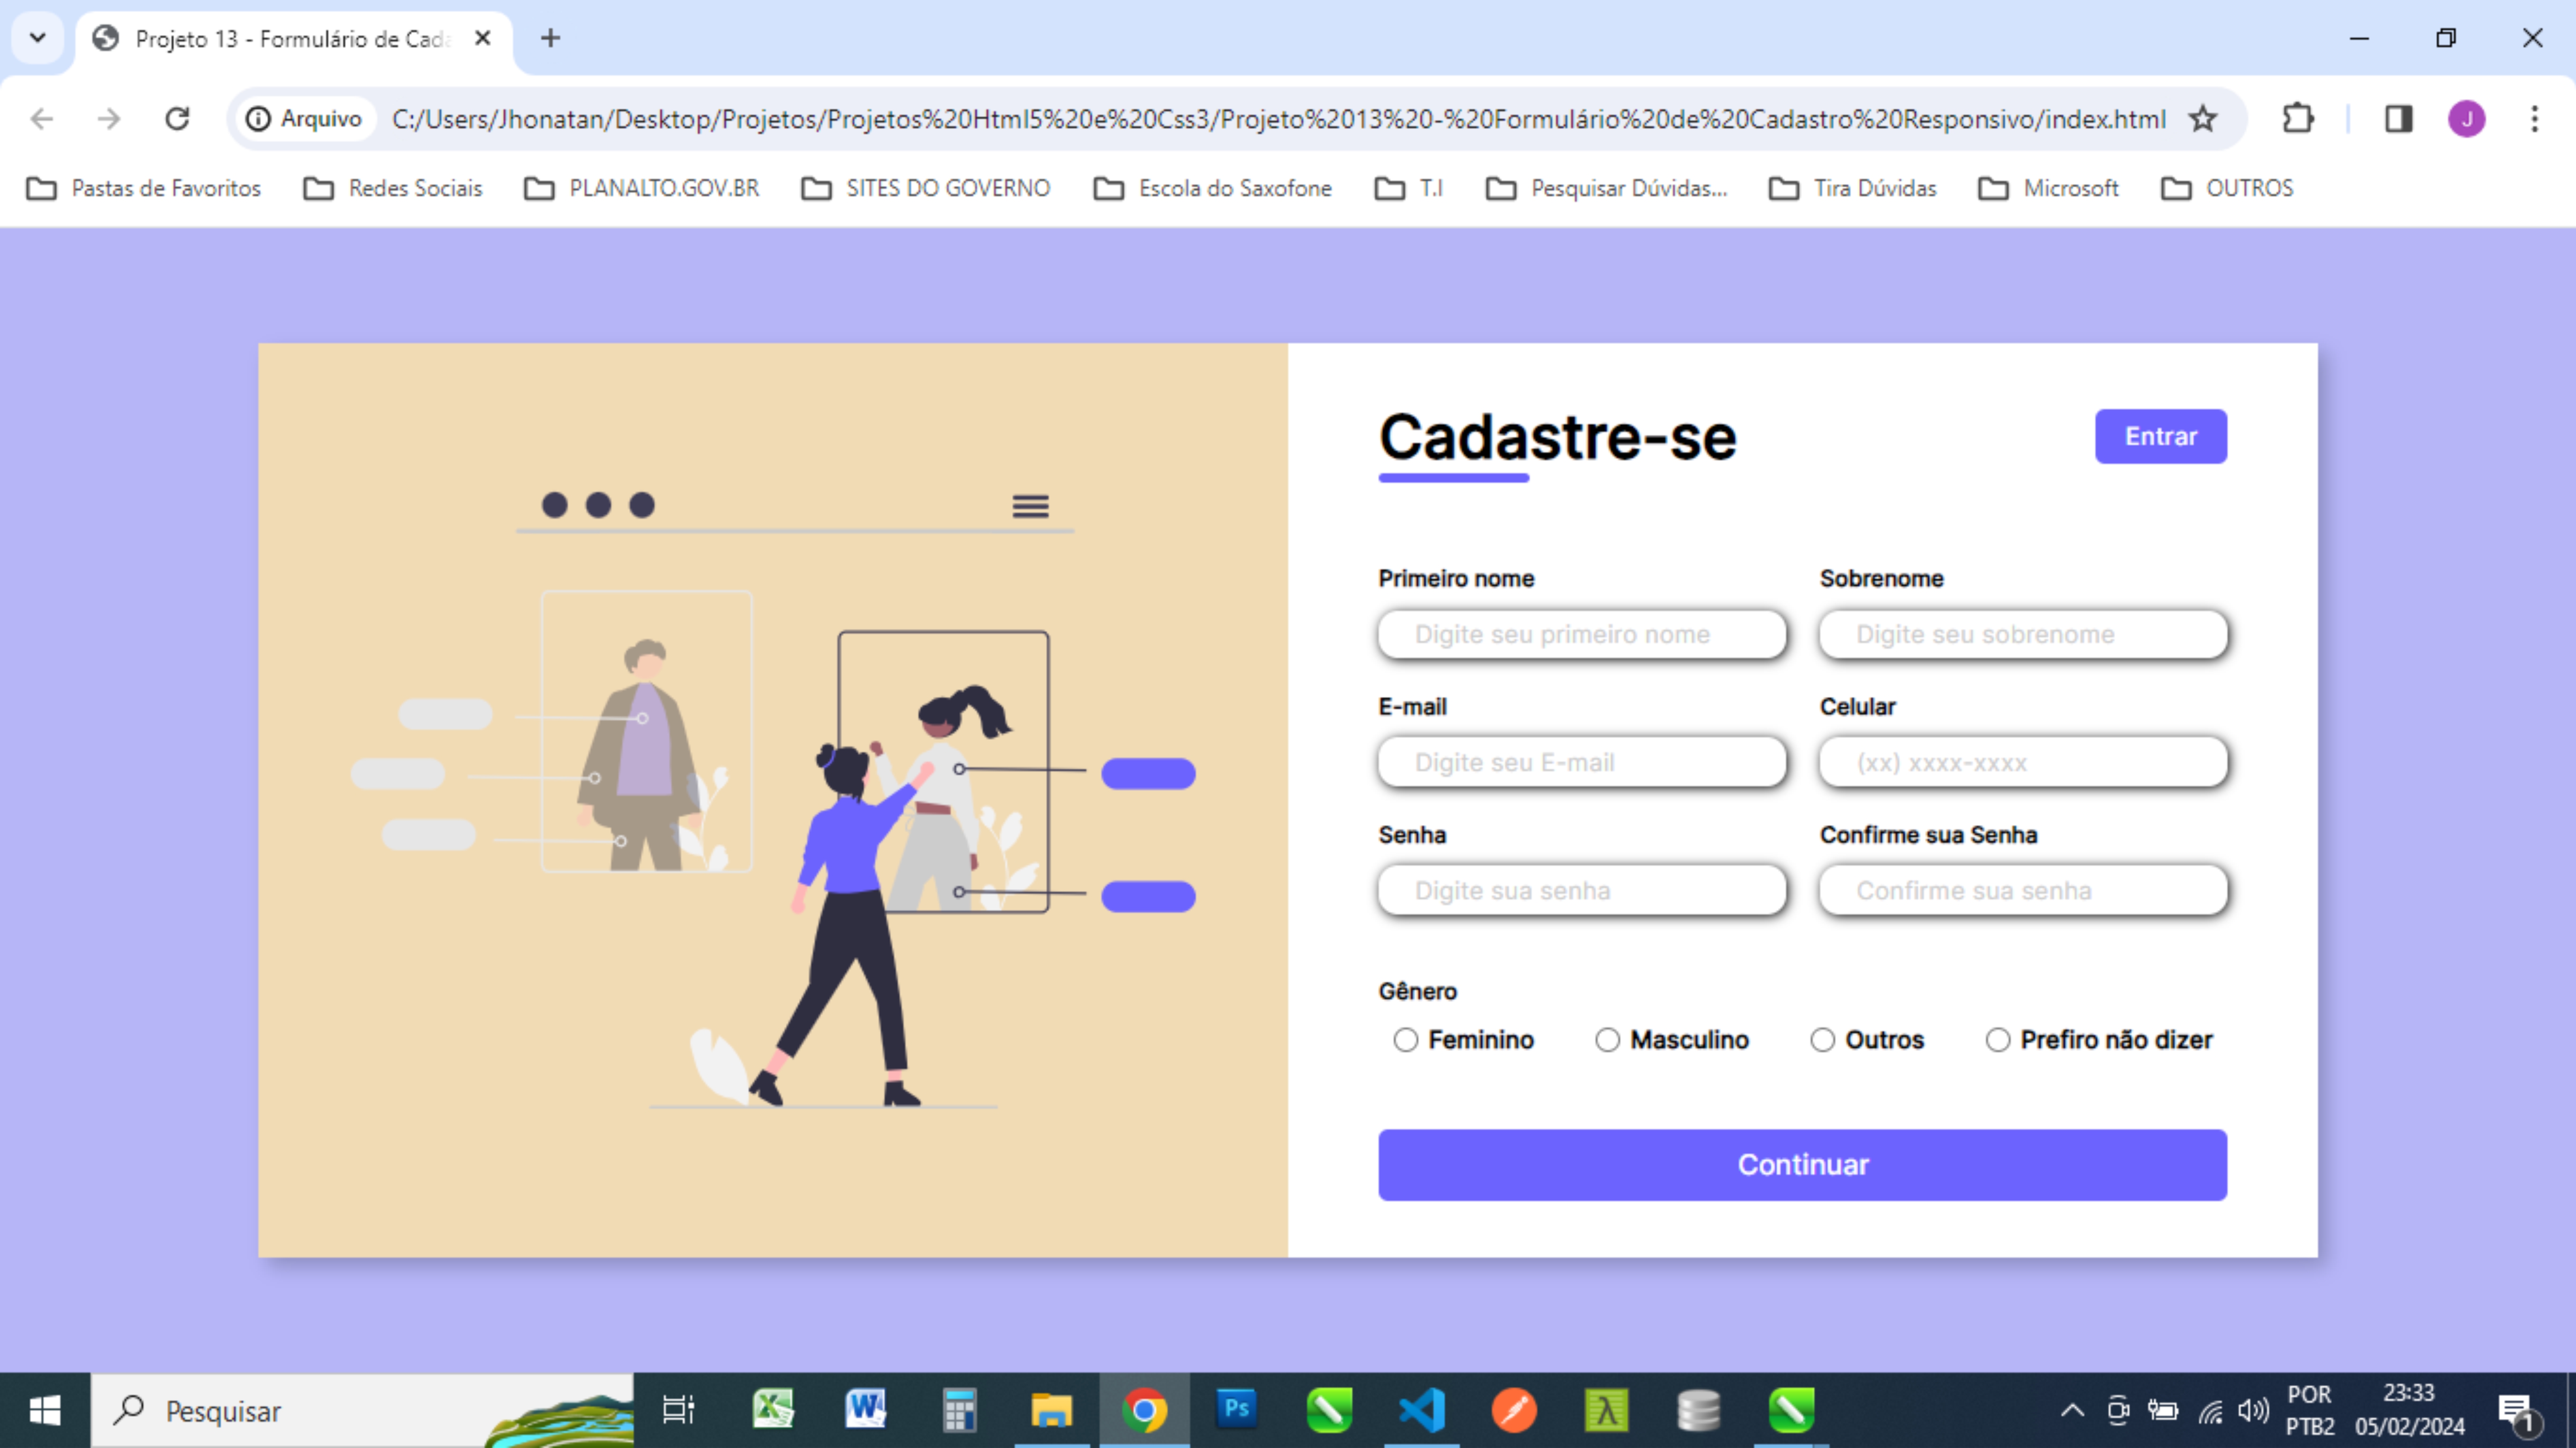 Projeto 13 - Formulário de Cada
Arquivo C:/Users/Jhonatan/Desktop/Projetos/Projetos%20Html5%20e%20Css3/Projeto%2013%20-%20Formulário%20de%20Cadastro%20Responsivo/index.html J
Pastas de Favoritos Redes Sociais PLANALTO.GOV.BR SITES DO GOVERNO Escola do Saxofone T.I Pesquisar Dúvidas... Tira Dúvidas Microsoft OUTROS
Cadastre-se Entrar
Primeiro nome Sobrenome
Digite seu primeiro nome Digite seu sobrenome
E-mail Celular
Digite seu E-mail (xx) xxxx-xxxx
Senha Confirme sua Senha
Digite sua senha Confirme sua senha
Gênero
Feminino Masculino Outros Prefiro não dizer
Continuar
Pesquisar Ps λ POR 23:33
PTB2 05/02/2024 1